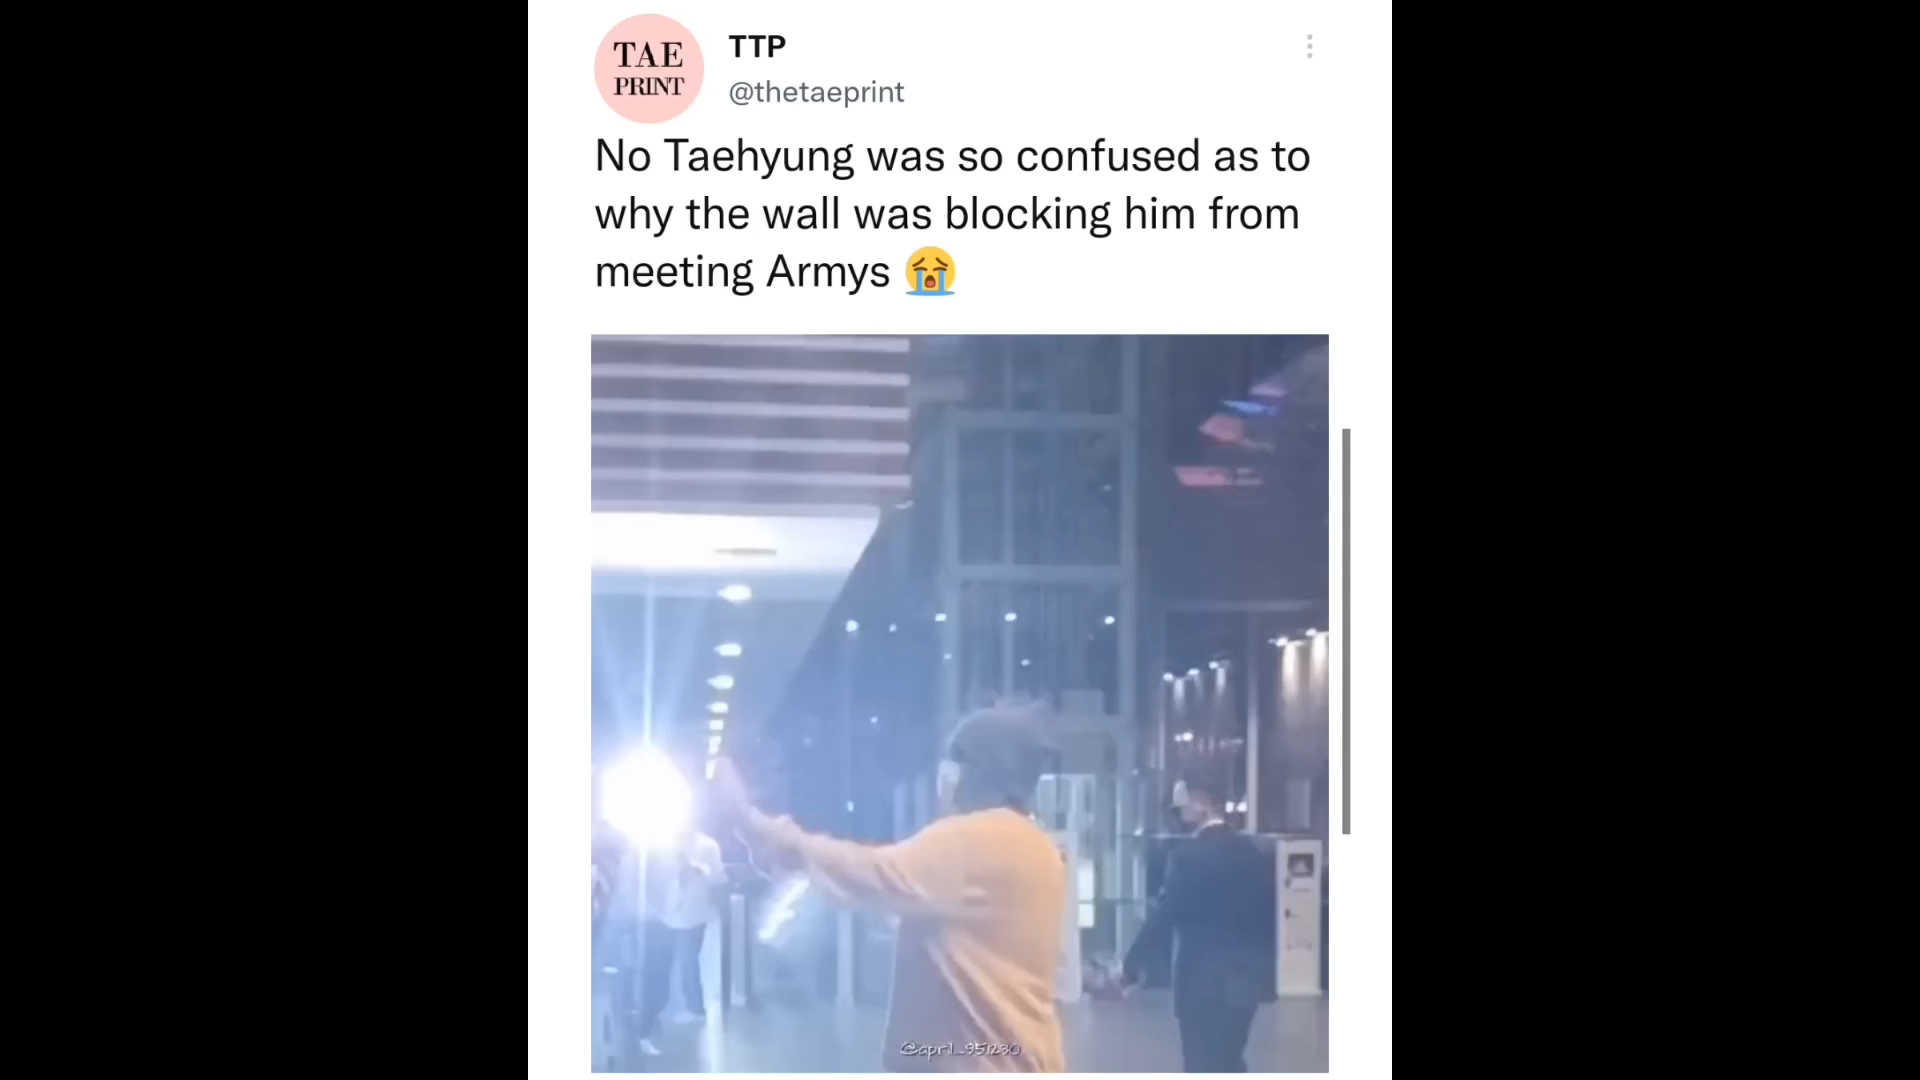 TAE
PRINT
TTP
@thetaeprint
No Taehyung was so confused as to
why the wall was blocking him from
meeting Armys 😭
@april_951230